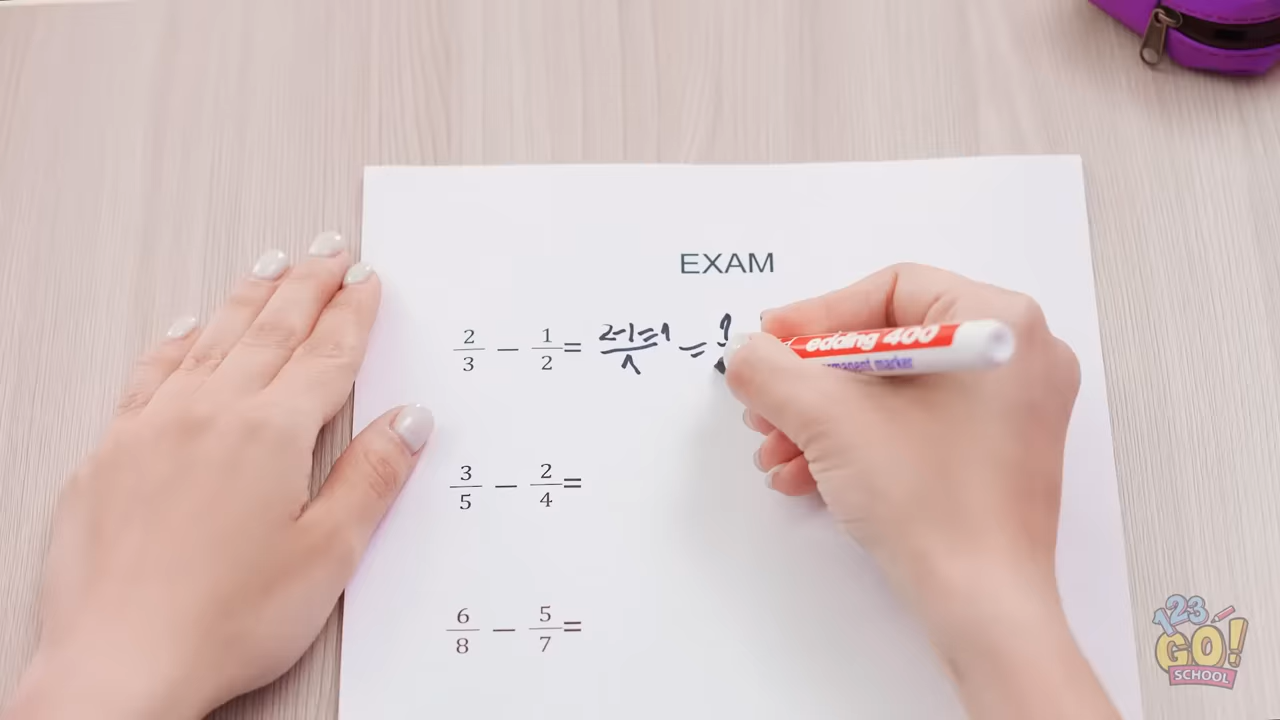 EXAM
2/3 − 1/2 = 2-1=1/1 = 1
edding 400
permanent marker
3/5 − 2/4 =
6/8 − 5/7 =
123
GO!
SCHOOL